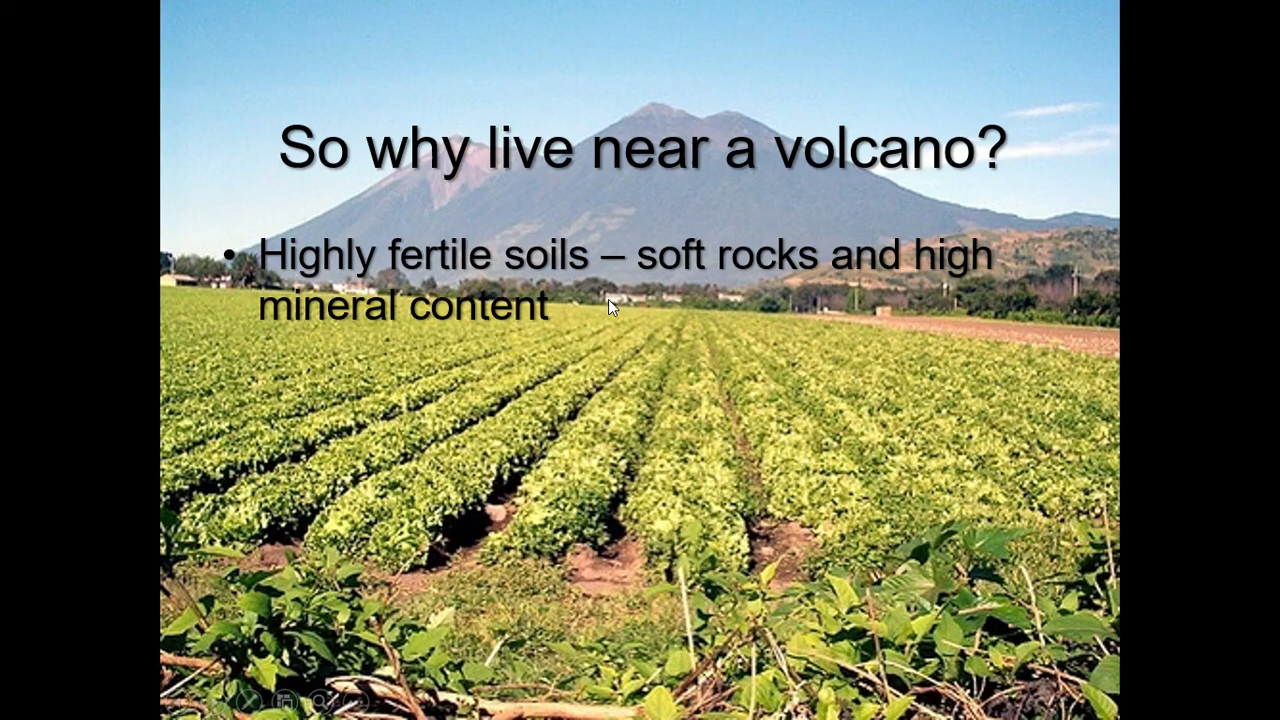 So why live near a volcano?
• Highly fertile soils – soft rocks and high
mineral content